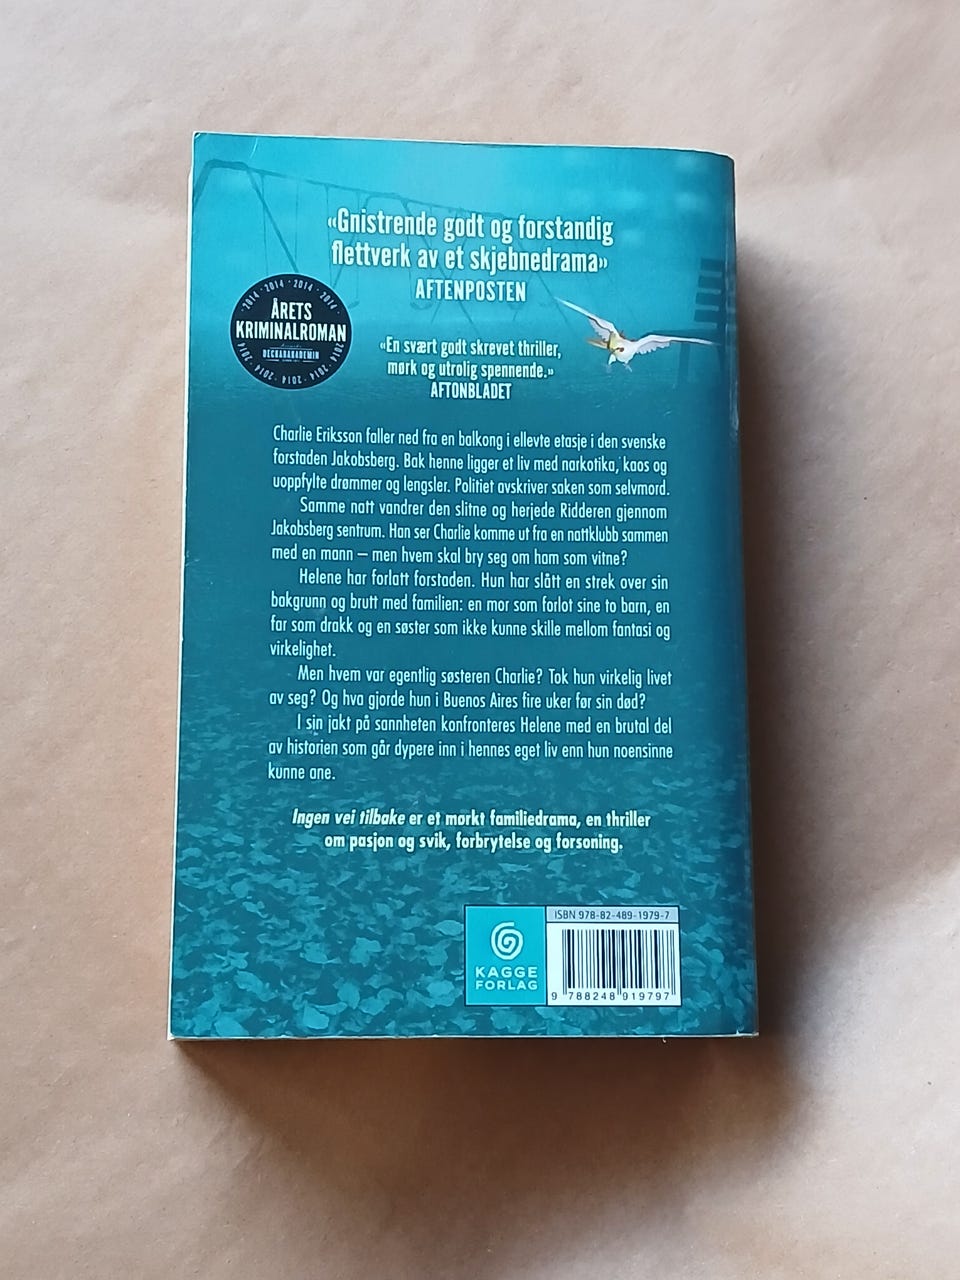 «Gnistrende godt og forstandig
flettverk av et skjebnedrama»
AFTENPOSTEN
2014 · 2014 · 2014 · 2014 · 2014 · 2014 · 2014 · 2014
ÅRETS
KRIMINALROMAN
DECKARAKADEMIN
«En svært godt skrevet thriller,
mørk og utrolig spennende.»
AFTONBLADET
Charlie Eriksson faller ned fra en balkong i ellevte etasje i den svenske
forstaden Jakobsberg. Bak henne ligger et liv med narkotika, kaos og
uoppfylte drømmer og lengsler. Politiet avskriver saken som selvmord.
Samme natt vandrer den slitne og herjede Ridderen gjennom
Jakobsberg sentrum. Han ser Charlie komme ut fra en nattklubb sammen
med en mann – men hvem skal bry seg om ham som vitne?
Helene har forlatt forstaden. Hun har slått en strek over sin
bakgrunn og brutt med familien: en mor som forlot sine to barn, en
far som drakk og en søster som ikke kunne skille mellom fantasi og
virkelighet.
Men hvem var egentlig søsteren Charlie? Tok hun virkelig livet
av seg? Og hva gjorde hun i Buenos Aires fire uker før sin død?
I sin jakt på sannheten konfronteres Helene med en brutal del
av historien som går dypere inn i hennes eget liv enn hun noensinne
kunne ane.
Ingen vei tilbake er et mørkt familiedrama, en thriller
om pasjon og svik, forbrytelse og forsoning.
KAGGE
FORLAG
ISBN 978-82-489-1979-7
9 788248 919797